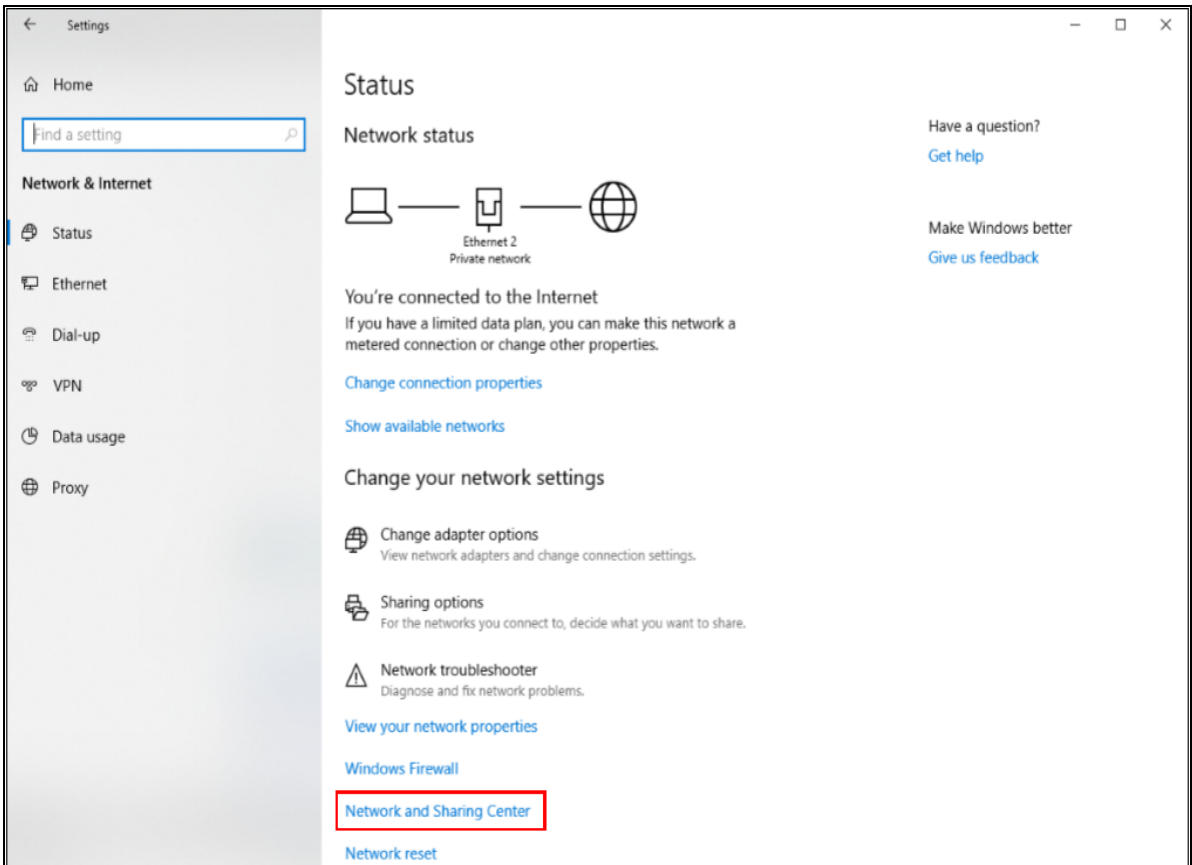 Settings
Home
Find a setting
Network & Internet
Status
Ethernet
Dial-up
VPN
Data usage
Proxy
Status
Network status
Ethernet 2
Private network
You're connected to the Internet
If you have a limited data plan, you can make this network a
metered connection or change other properties.
Change connection properties
Show available networks
Change your network settings
Change adapter options
View network adapters and change connection settings.
Sharing options
For the networks you connect to, decide what you want to share.
Network troubleshooter
Diagnose and fix network problems.
View your network properties
Windows Firewall
Network and Sharing Center
Network reset
Have a question?
Get help
Make Windows better
Give us feedback